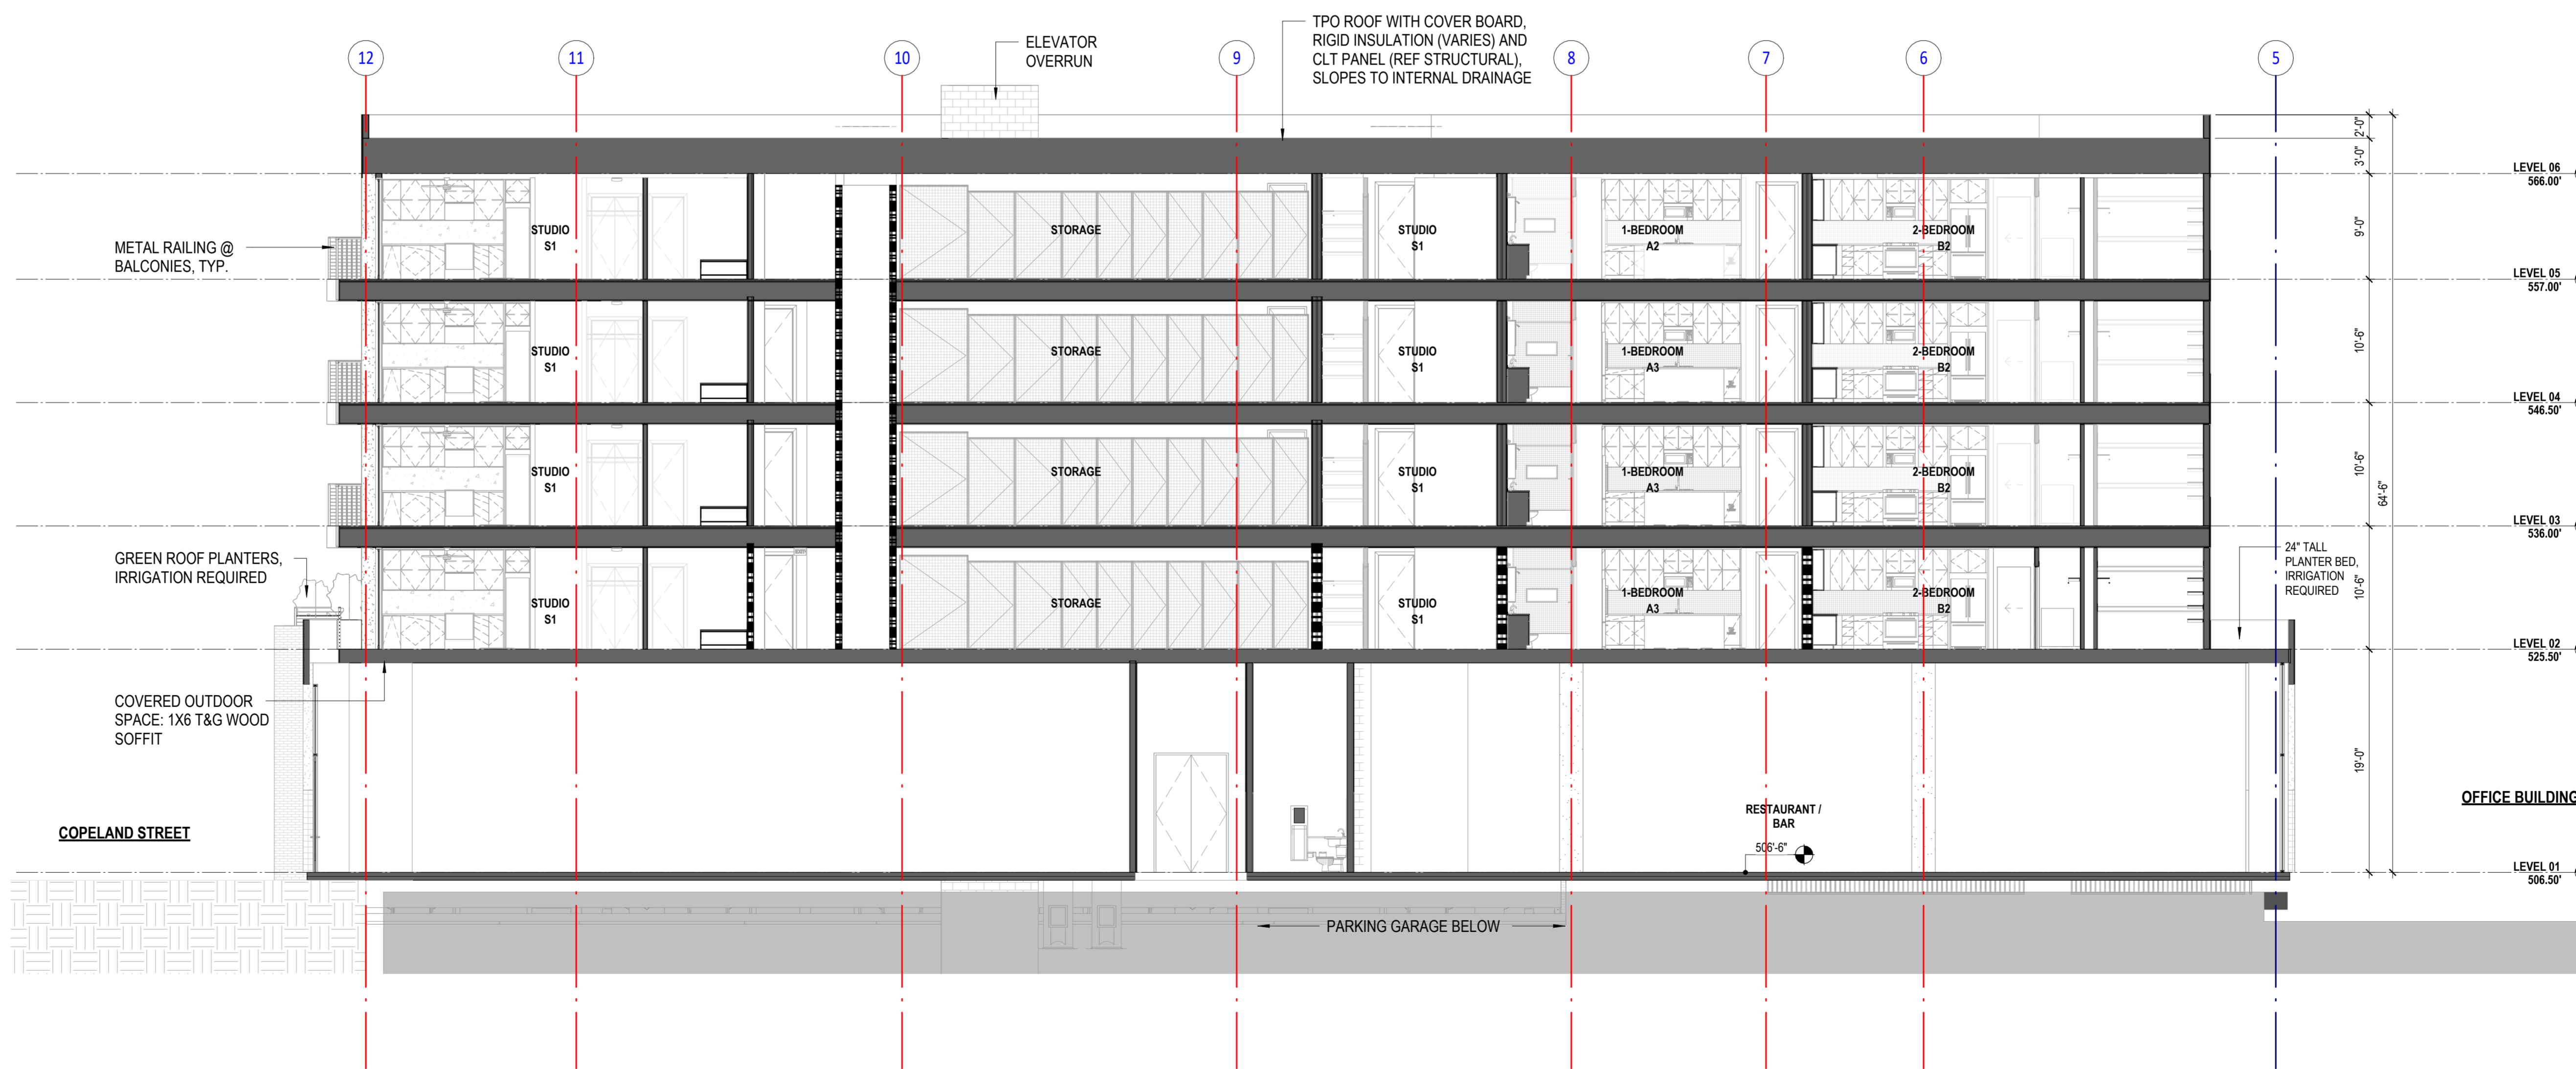 TPO ROOF WITH COVER BOARD,
RIGID INSULATION (VARIES) AND
CLT PANEL (REF STRUCTURAL),
SLOPES TO INTERNAL DRAINAGE
ELEVATOR
OVERRUN
12
11
10
9
8
7
6
5
2'-0"
3'-0"
LEVEL 06
566.00'
METAL RAILING @
BALCONIES, TYP.
STUDIO
S1
STORAGE
STUDIO
S1
1-BEDROOM
A2
2-BEDROOM
B2
9'-0"
LEVEL 05
557.00'
STUDIO
S1
STORAGE
STUDIO
S1
1-BEDROOM
A3
2-BEDROOM
B2
10'-6"
LEVEL 04
546.50'
STUDIO
S1
STORAGE
STUDIO
S1
1-BEDROOM
A3
2-BEDROOM
B2
10'-6"
64'-6"
LEVEL 03
536.00'
GREEN ROOF PLANTERS,
IRRIGATION REQUIRED
STUDIO
S1
STORAGE
STUDIO
S1
1-BEDROOM
A3
2-BEDROOM
B2
10'-6"
24" TALL
PLANTER BED,
IRRIGATION
REQUIRED
LEVEL 02
525.50'
COVERED OUTDOOR
SPACE: 1X6 T&G WOOD
SOFFIT
19'-0"
COPELAND STREET
RESTAURANT /
BAR
506'-6"
OFFICE BUILDING
LEVEL 01
506.50'
PARKING GARAGE BELOW